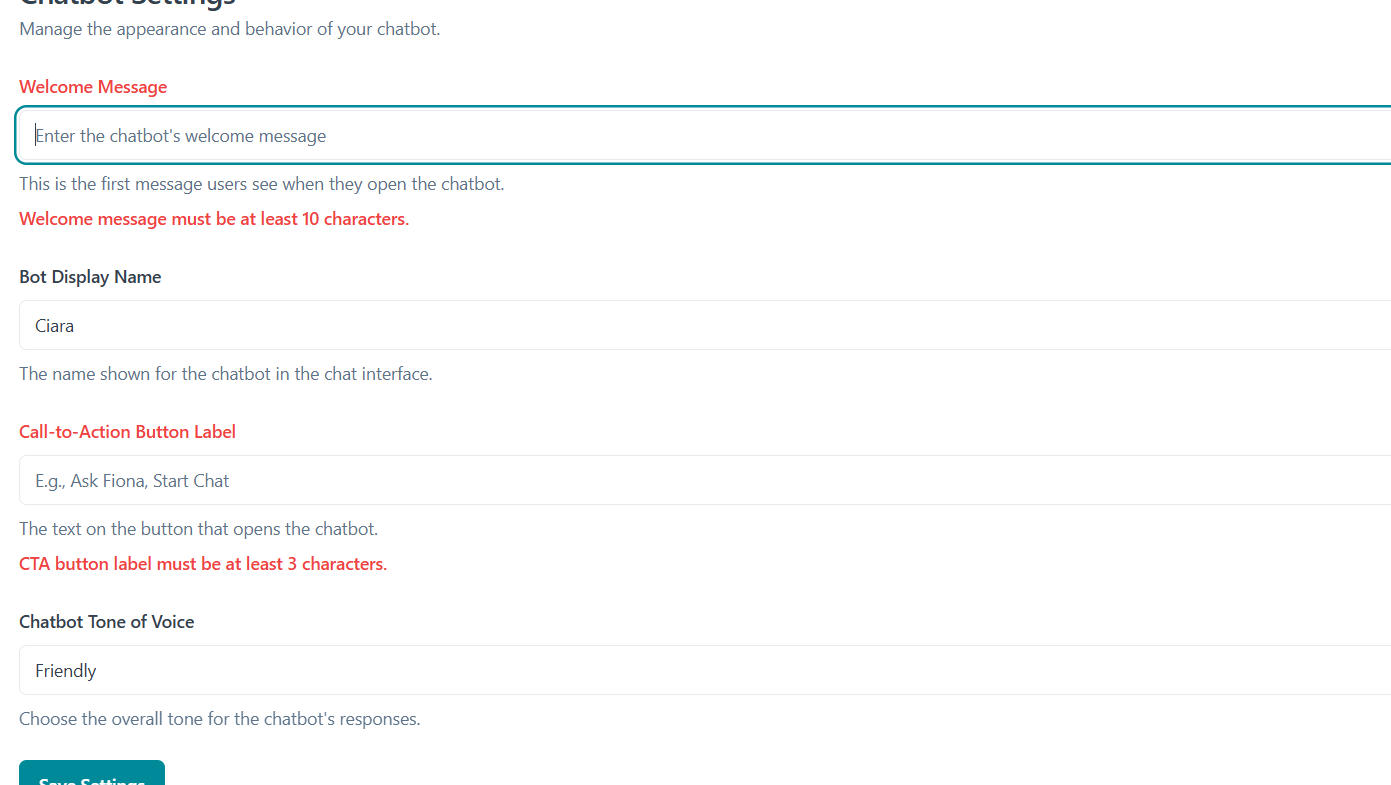 Chatbot Settings
Manage the appearance and behavior of your chatbot.
Welcome Message
Enter the chatbot's welcome message
This is the first message users see when they open the chatbot.
Welcome message must be at least 10 characters.
Bot Display Name
Ciara
The name shown for the chatbot in the chat interface.
Call-to-Action Button Label
E.g., Ask Fiona, Start Chat
The text on the button that opens the chatbot.
CTA button label must be at least 3 characters.
Chatbot Tone of Voice
Friendly
Choose the overall tone for the chatbot's responses.
Save Settings